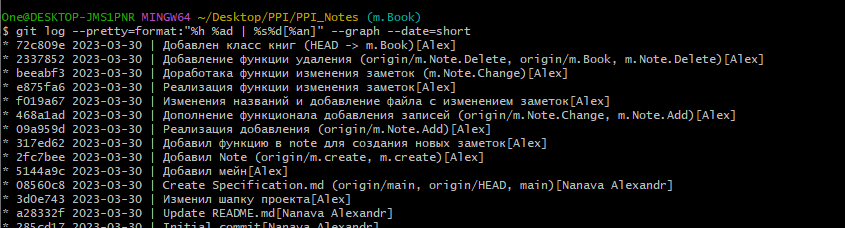 One@DESKTOP-JMS1PNR MINGW64 ~/Desktop/PPI/PPI_Notes (m.Book)
$ git log --pretty=format:"%h %ad | %s%d[%an]" --graph --date=short
* 72c809e 2023-03-30 | Добавлен класс книг (HEAD -> m.Book)[Alex]
* 2337852 2023-03-30 | Добавление функции удаления (origin/m.Note.Delete, origin/m.Book, m.Note.Delete)[Alex]
* beeabf3 2023-03-30 | Доработака функции изменения заметок (m.Note.Change)[Alex]
* e875fa6 2023-03-30 | Реализация функции изменения заметок[Alex]
* f019a67 2023-03-30 | Изменения названий и добавление файла с изменением заметок[Alex]
* 468a1ad 2023-03-30 | Дополнение функционала добавления записей (origin/m.Note.Change, m.Note.Add)[Alex]
* 09a959d 2023-03-30 | Реализация добавления (origin/m.Note.Add)[Alex]
* 317ed62 2023-03-30 | Добавил функцию в note для создания новых заметок[Alex]
* 2fc7bee 2023-03-30 | Добавил Note (origin/m.create, m.create)[Alex]
* 5144a9c 2023-03-30 | Добавил мейн[Alex]
* 08560c8 2023-03-30 | Create Specification.md (origin/main, origin/HEAD, main)[Nanava Alexandr]
* 3d0e743 2023-03-30 | Изменил шапку проекта[Alex]
* a28332f 2023-03-30 | Update README.md[Nanava Alexandr]
* 285cd17 2023-03-30 | Initial commit[Nanava Alexandr]